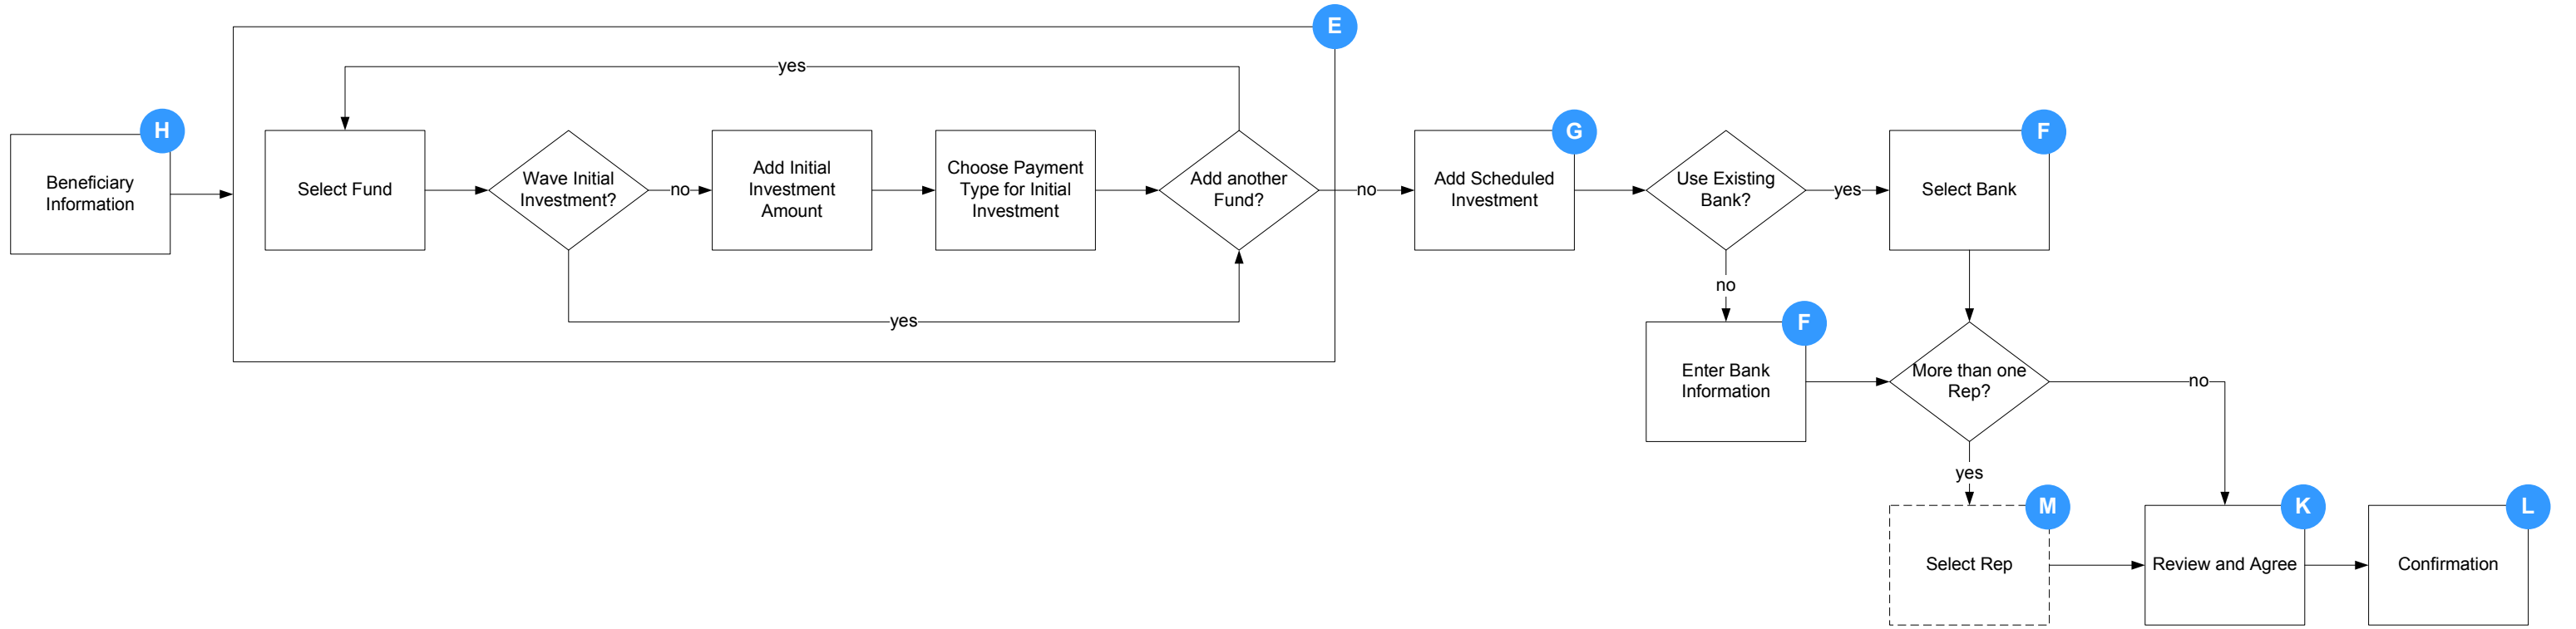 E
yes
H
Beneficiary
Information
Select Fund
Wave Initial
Investment?
no
Add Initial
Investment
Amount
Choose Payment
Type for Initial
Investment
Add another
Fund?
no
yes
G
Add Scheduled
Investment
Use Existing
Bank?
yes
F
Select Bank
no
F
Enter Bank
Information
More than one
Rep?
no
yes
M
Select Rep
K
Review and Agree
L
Confirmation